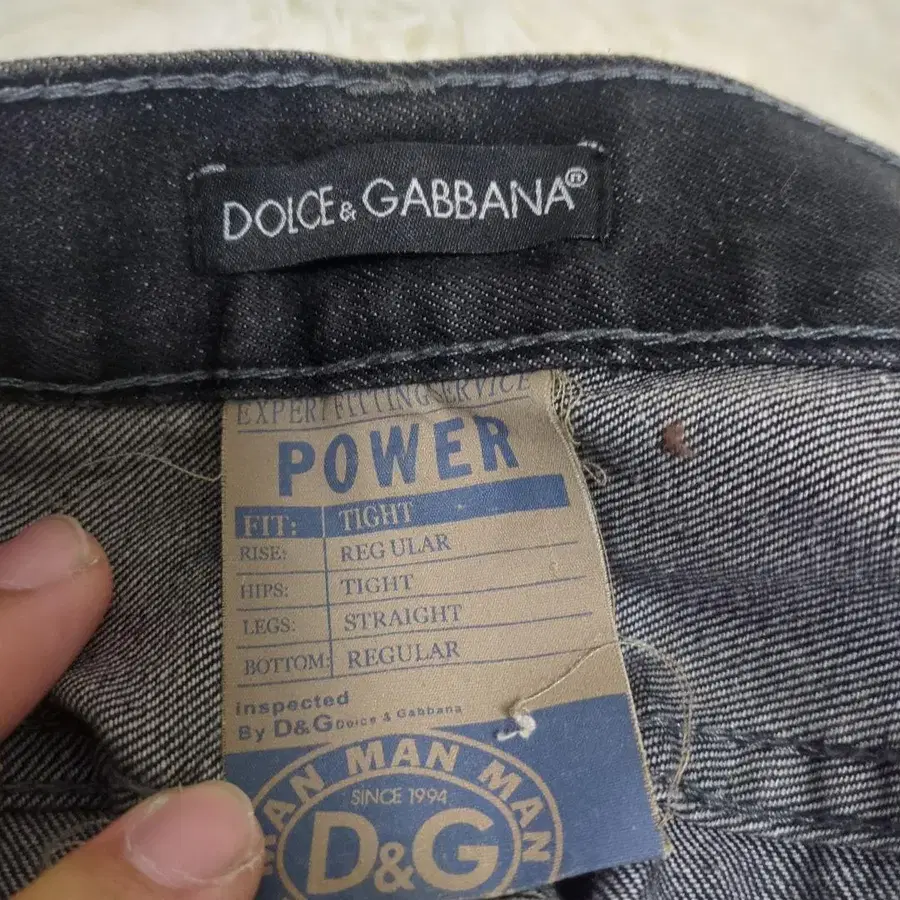 DOLCE & GABBANA®
EXPERT FITTING SERVICE
POWER
FIT: TIGHT
RISE: REGULAR
HIPS: TIGHT
LEGS: STRAIGHT
BOTTOM: REGULAR
inspected
By D&G Dolce & Gabbana
MAN MAN MAN MAN
SINCE 1994
D&G